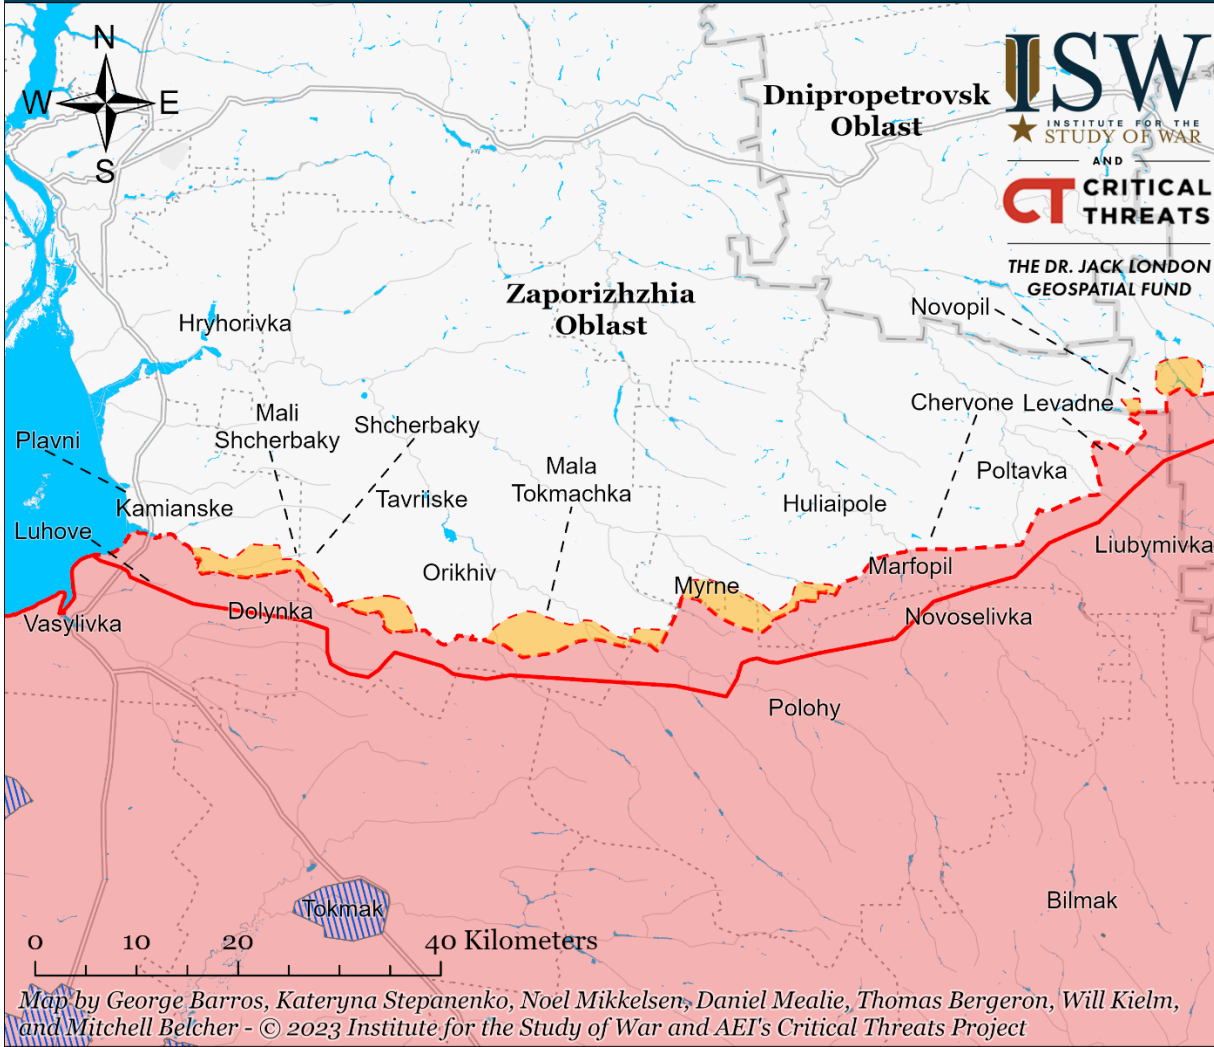 N
W
E
S
Dnipropetrovsk
Oblast
ISW
INSTITUTE FOR THE
STUDY OF WAR
AND
CT CRITICAL
THREATS
THE DR. JACK LONDON
GEOSPATIAL FUND
Zaporizhzhia
Oblast
Novopil
Hryhorivka
Mali
Shcherbaky
Shcherbaky
Chervone
Levadne
Plavni
Mala
Tokmachka
Poltavka
Tavriiske
Huliaipole
Kamianske
Luhove
Liubymivka
Orikhiv
Marfopil
Myrne
Dolynka
Vasylivka
Novoselivka
Polohy
Tokmak
Bilmak
0 10 20 40 Kilometers
Map by George Barros, Kateryna Stepanenko, Noel Mikkelsen, Daniel Mealie, Thomas Bergeron, Will Kielm,
and Mitchell Belcher - © 2023 Institute for the Study of War and AEI's Critical Threats Project